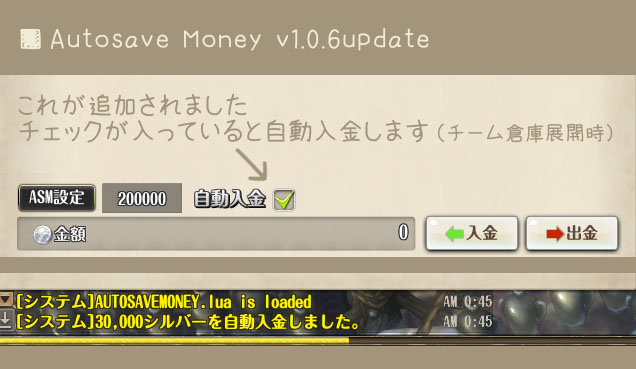 Autosave Money v1.0.6update
これが追加されました
チェックが入っていると自動入金します（チーム倉庫展開時）
ASM設定 200000 自動入金
金額 0 入金 出金
[システム]AUTOSAVEMONEY.lua is loaded AM 0:45
[システム]30,000シルバーを自動入金しました。 AM 0:45